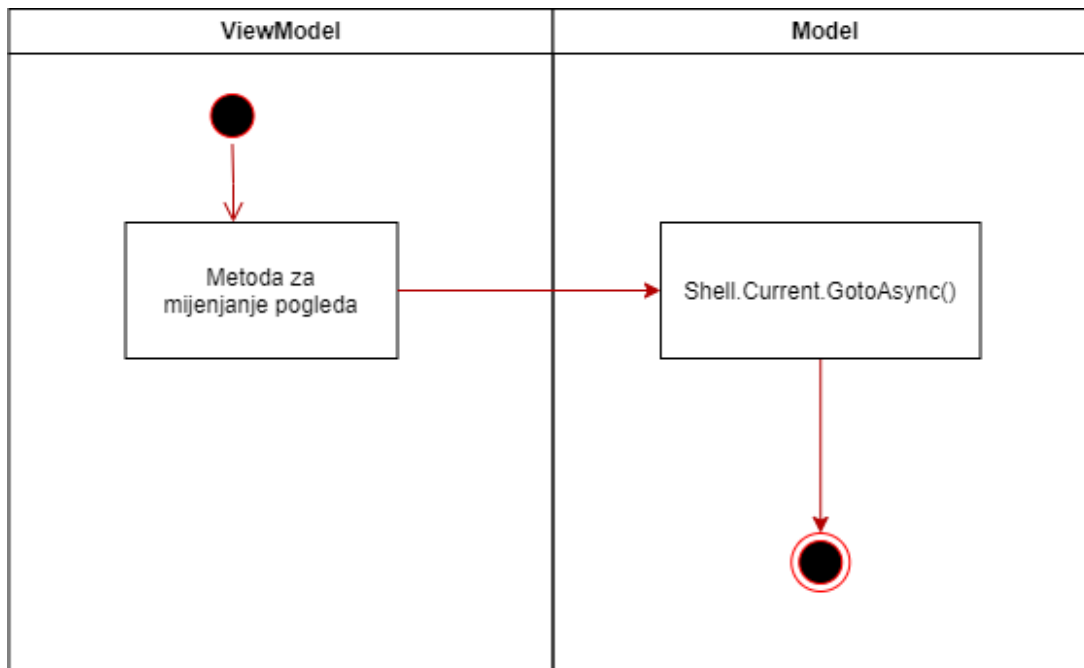 ViewModel
Model
Metoda za
mijenjanje pogleda
Shell.Current.GotoAsync()